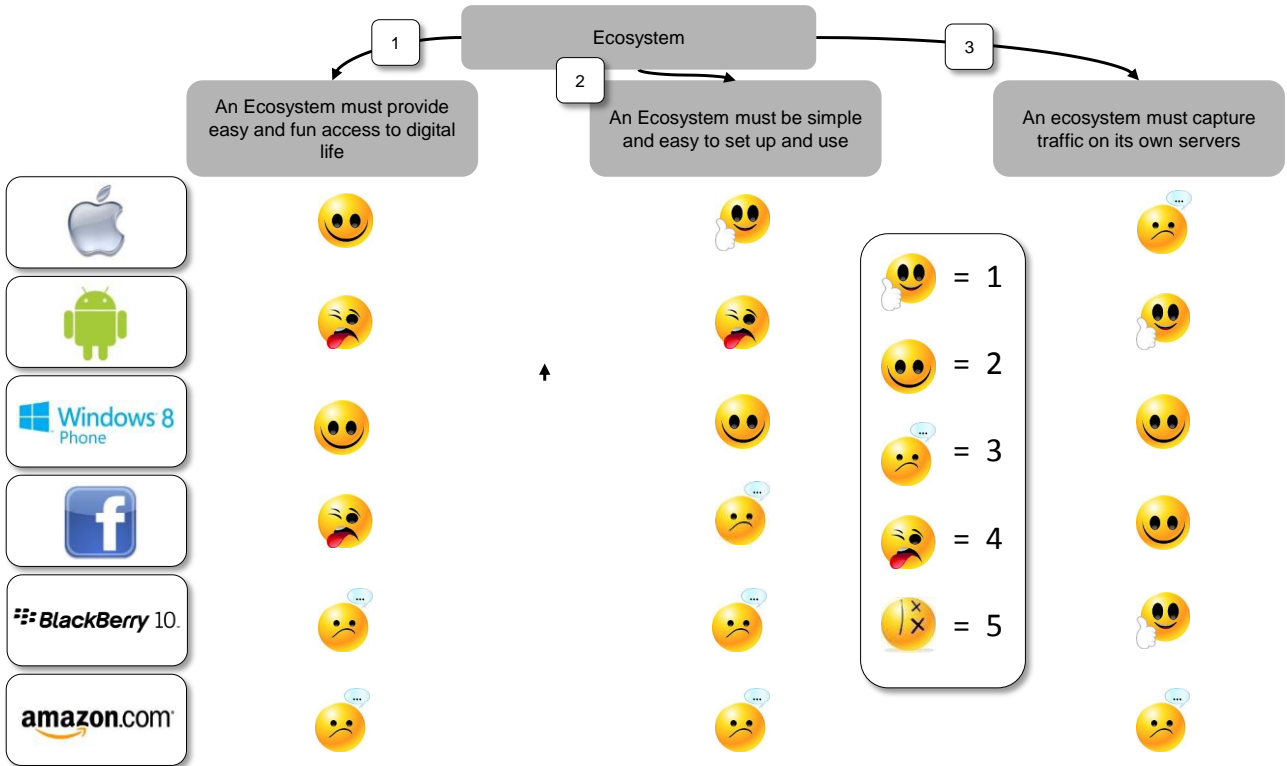 Ecosystem
1
2
3
An Ecosystem must provide
easy and fun access to digital
life
An Ecosystem must be simple
and easy to set up and use
An ecosystem must capture
traffic on its own servers
...
= 1
Windows 8
Phone
= 2
...
= 3
f
...
= 4
BlackBerry 10
...
...
= 5
amazon.com
...
...
...